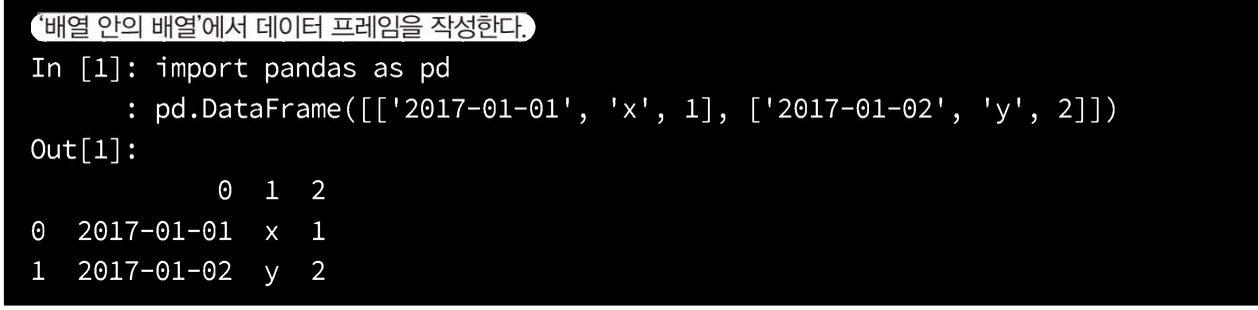 ‘배열 안의 배열’에서 데이터 프레임을 작성한다.
In [1]: import pandas as pd
      : pd.DataFrame([['2017-01-01', 'x', 1], ['2017-01-02', 'y', 2]])
Out[1]:
            0  1  2
0  2017-01-01  x  1
1  2017-01-02  y  2